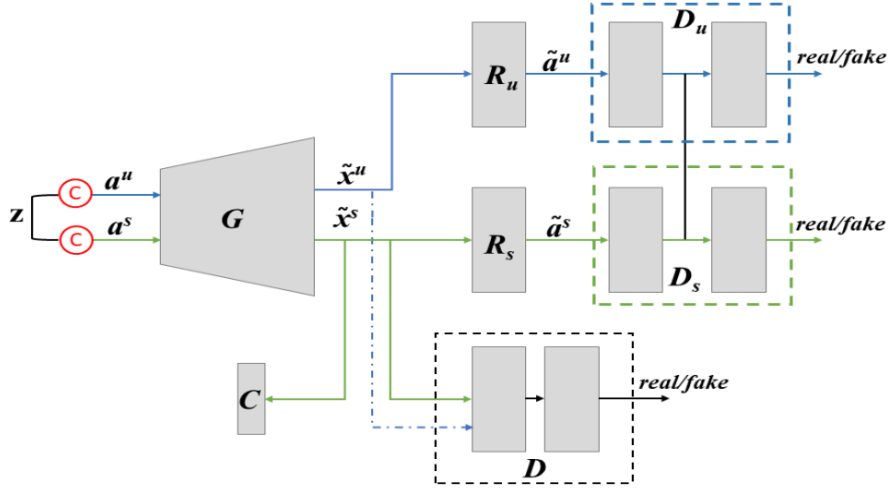 D_u
real/fake
R_u
ã^u
z
C
a^u
C
a^s
G
x̃^u
x̃^s
R_s
ã^s
D_s
real/fake
C
D
real/fake